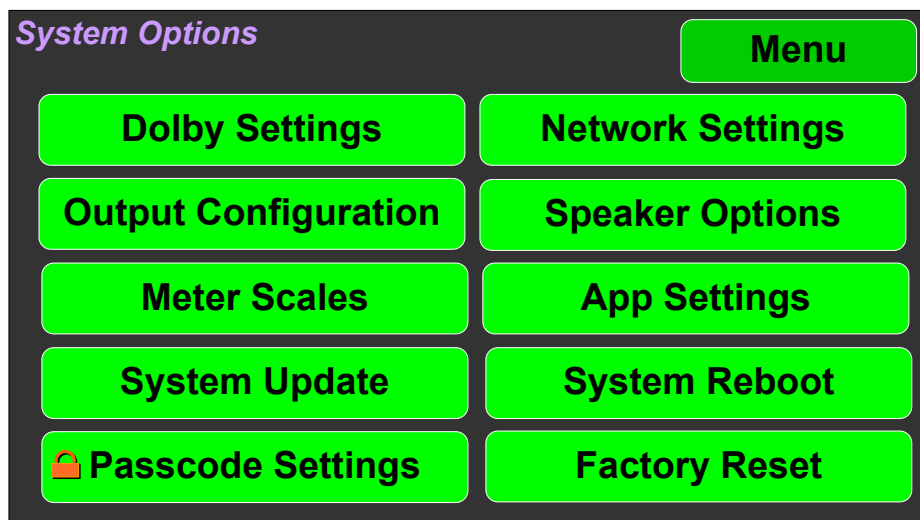 System Options
Menu
Dolby Settings
Network Settings
Output Configuration
Speaker Options
Meter Scales
App Settings
System Update
System Reboot
Passcode Settings
Factory Reset